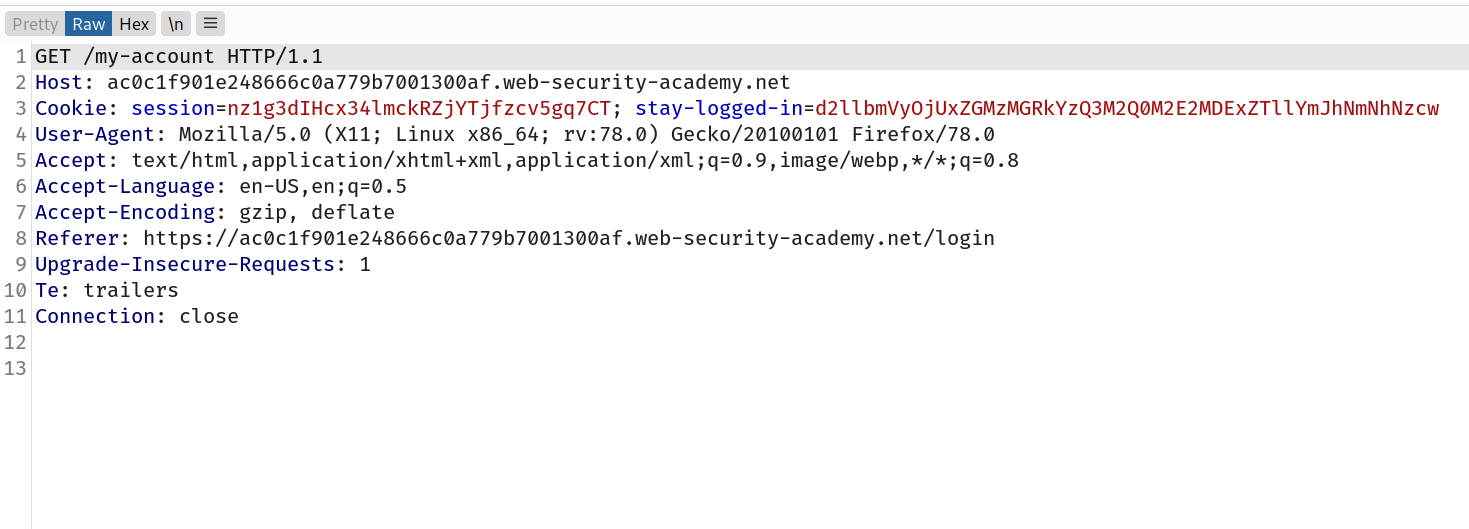 Pretty Raw Hex \n ≡
1 GET /my-account HTTP/1.1
2 Host: ac0c1f901e248666c0a779b7001300af.web-security-academy.net
3 Cookie: session=nz1g3dIHcx34lmckRZjYTjfzcv5gq7CT; stay-logged-in=d2llbmVyOjUxZGMzMGRkYzQ3M2Q0M2E2MDExZTllYmJhNmNhNzcw
4 User-Agent: Mozilla/5.0 (X11; Linux x86_64; rv:78.0) Gecko/20100101 Firefox/78.0
5 Accept: text/html,application/xhtml+xml,application/xml;q=0.9,image/webp,*/*;q=0.8
6 Accept-Language: en-US,en;q=0.5
7 Accept-Encoding: gzip, deflate
8 Referer: https://ac0c1f901e248666c0a779b7001300af.web-security-academy.net/login
9 Upgrade-Insecure-Requests: 1
10 Te: trailers
11 Connection: close
12
13